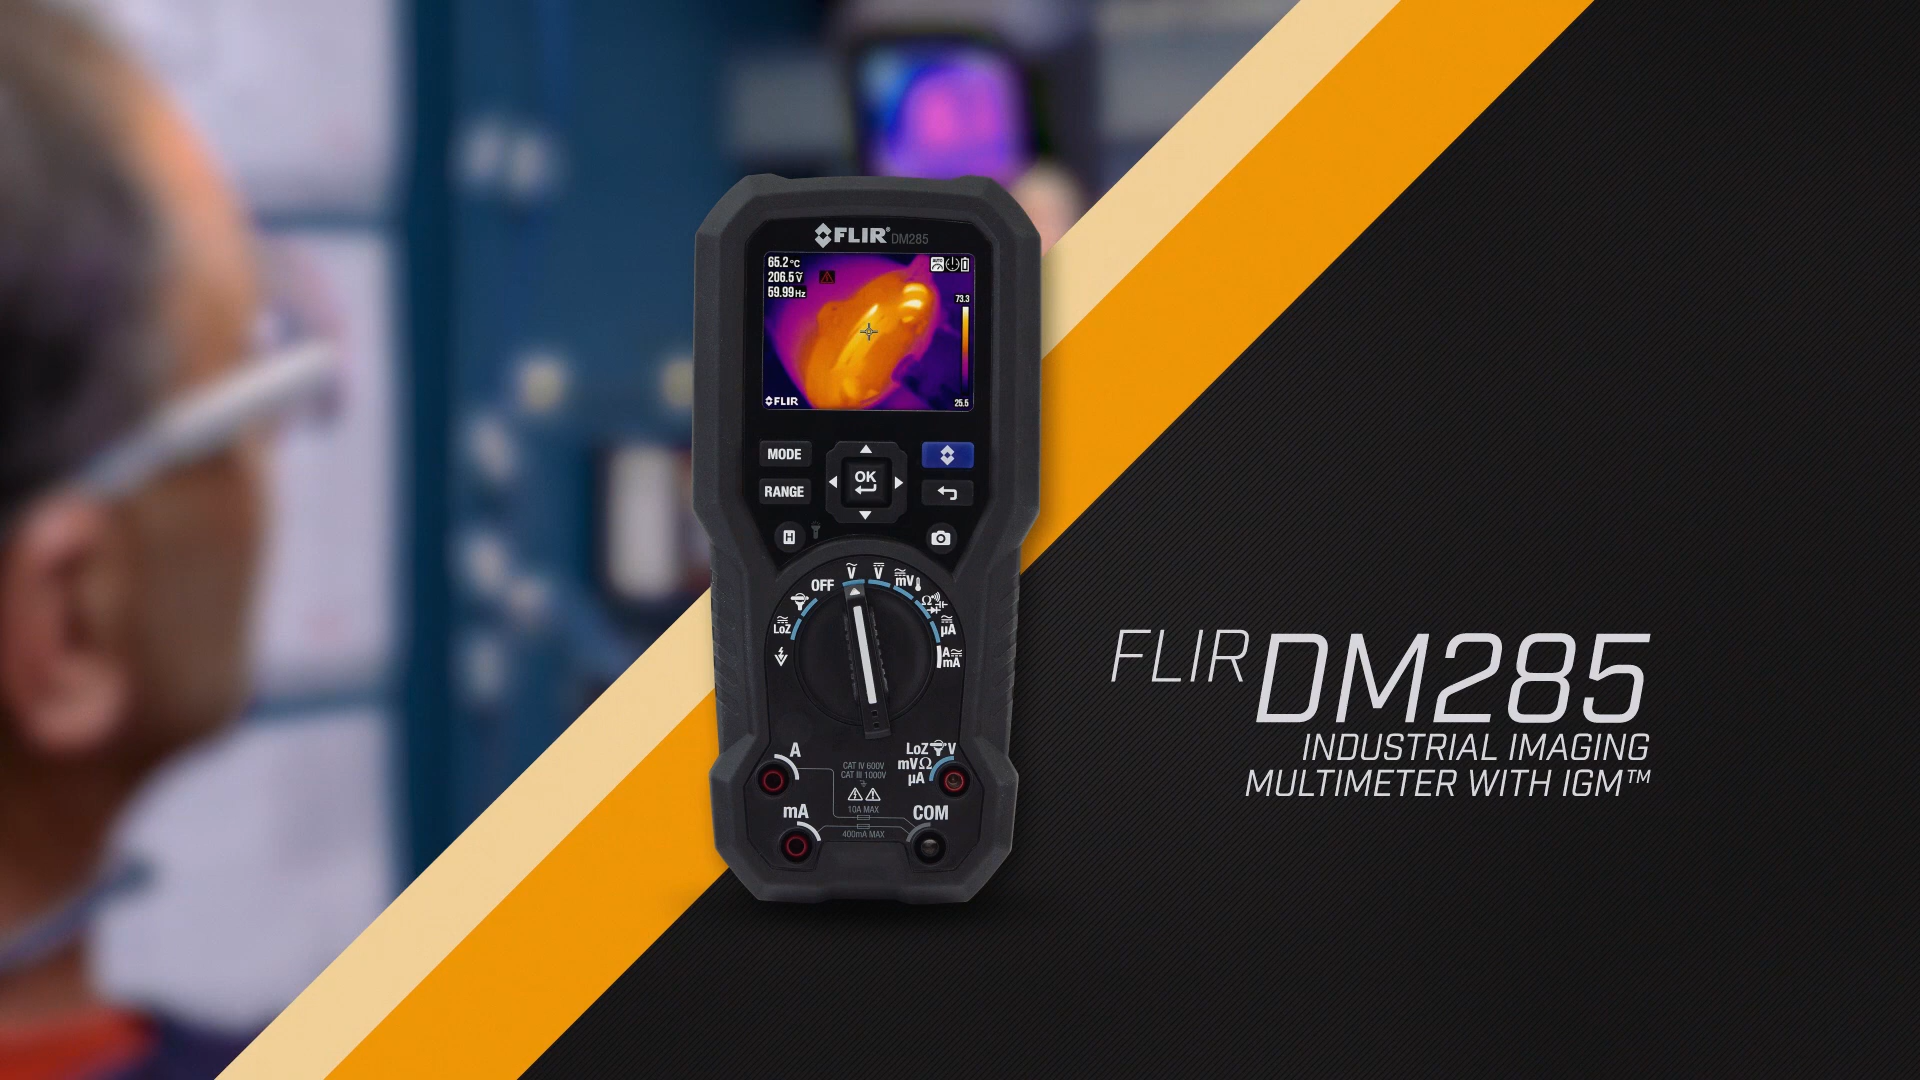 FLIR® DM285
65.2°C
206.5 Ṽ
59.99 Hz
AUTO
73.3
25.5
FLIR
MODE
OK
RANGE
H
OFF
V
V
mV
Ω
LoZ
µA
A
mA
A
LoZ V
mVΩ
µA
CAT IV 600V
CAT III 1000V
10A MAX
mA
COM
400mA MAX
FLIR DM285
INDUSTRIAL IMAGING
MULTIMETER WITH IGM™